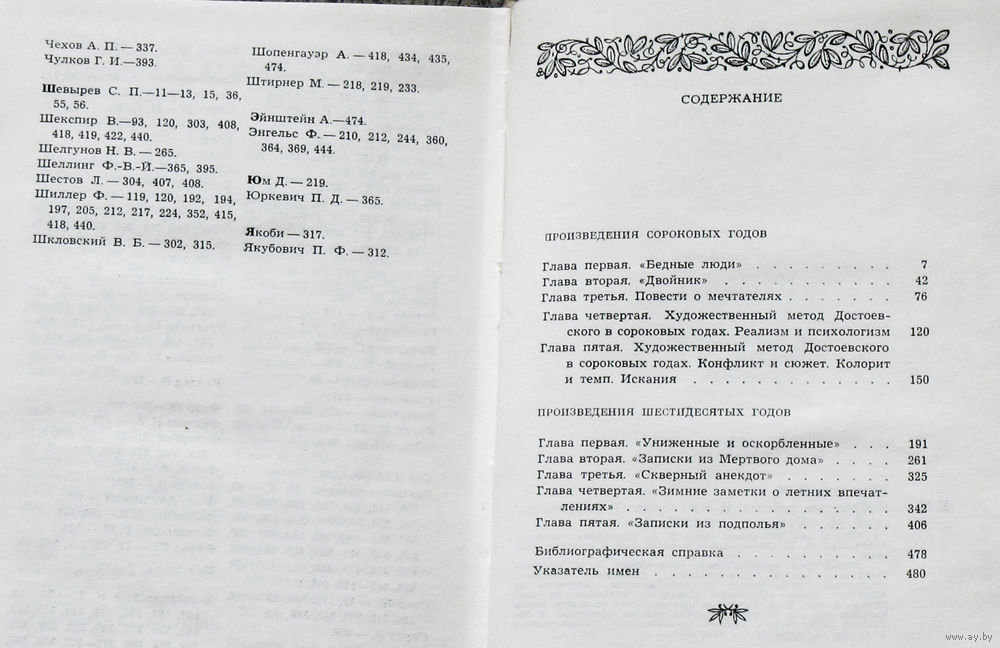 Чехов А. П. — 337.
Чулков Г. И.—393.
Шевырев С. П.—11—13, 15, 36,
55, 56.
Шекспир В.—93, 120, 303, 408,
418, 419, 422, 440.
Шелгунов Н. В. — 265.
Шеллинг Ф.-В.-Й.—365, 395.
Шестов Л. — 304, 407, 408.
Шиллер Ф. — 119, 120, 192, 194,
197, 205, 212, 217, 224, 352, 415,
418, 440.
Шкловский В. Б. — 302, 315.
Шопенгауэр А. — 418, 434, 435,
474.
Штирнер М. — 218, 219, 233.
Эйнштейн А.—474.
Энгельс Ф. — 210, 212, 244, 360,
364, 369, 444.
Юм Д. — 219.
Юркевич П. Д. — 365.
Якоби — 317.
Якубович П. Ф. — 312.
СОДЕРЖАНИЕ
ПРОИЗВЕДЕНИЯ СОРОКОВЫХ ГОДОВ
Глава первая. «Бедные люди» . . . . . . . . . 7
Глава вторая. «Двойник» . . . . . . . . . . 42
Глава третья. Повести о мечтателях . . . . . . . 76
Глава четвертая. Художественный метод Достоев-
ского в сороковых годах. Реализм и психологизм 120
Глава пятая. Художественный метод Достоевского
в сороковых годах. Конфликт и сюжет. Колорит
и темп. Искания . . . . . . . . . . . 150
ПРОИЗВЕДЕНИЯ ШЕСТИДЕСЯТЫХ ГОДОВ
Глава первая. «Униженные и оскорбленные» . . . 191
Глава вторая. «Записки из Мертвого дома» . . . . 261
Глава третья. «Скверный анекдот» . . . . . . 325
Глава четвертая. «Зимние заметки о летних впечат-
лениях» . . . . . . . . . . . . . . 342
Глава пятая. «Записки из подполья» . . . . . 406
Библиографическая справка . . . . . . . . . 478
Указатель имен . . . . . . . . . . . . . 480
www.ay.by